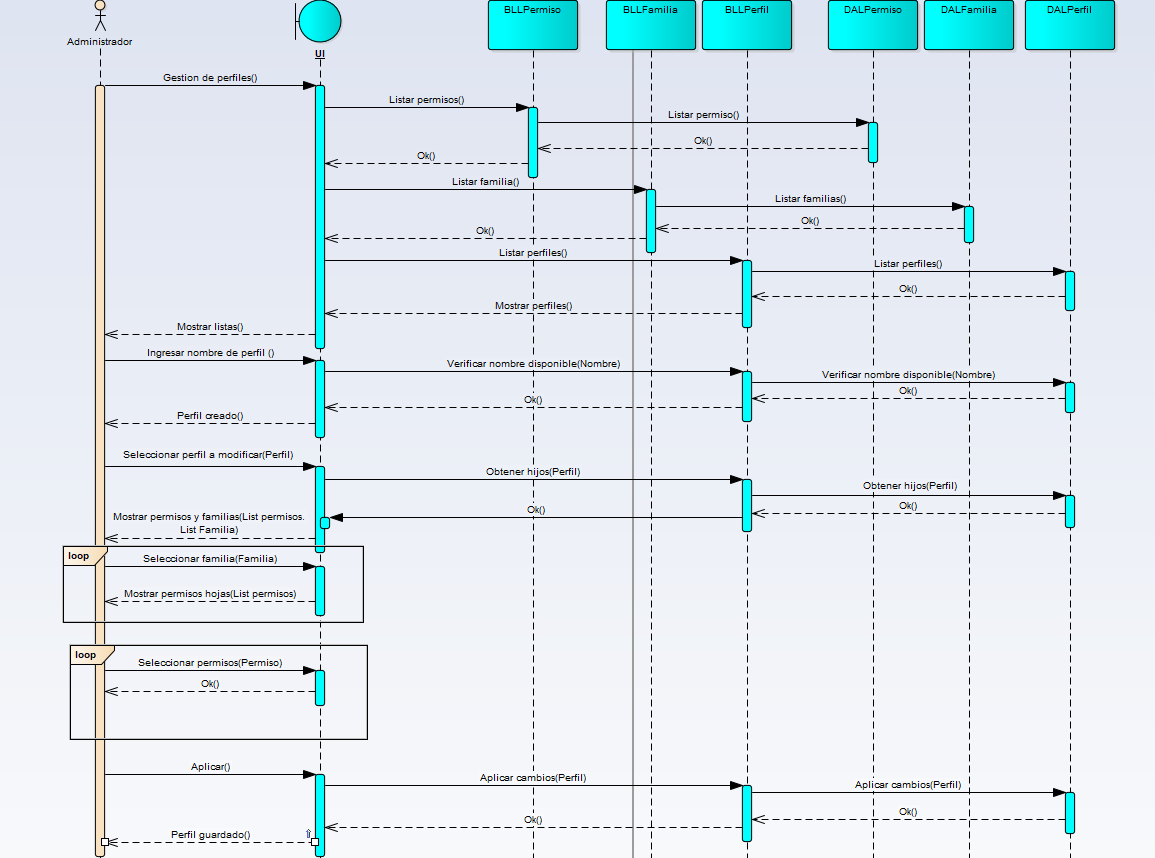 BLLPermiso
BLLFamilia
BLLPerfil
DALPermiso
DALFamilia
DALPerfil
Administrador
UI
Gestion de perfiles()
Listar permisos()
Listar permiso()
Ok()
Ok()
Listar familia()
Listar familias()
Ok()
Ok()
Listar perfiles()
Listar perfiles()
Ok()
Mostrar perfiles()
Mostrar listas()
Ingresar nombre de perfil ()
Verificar nombre disponible(Nombre)
Verificar nombre disponible(Nombre)
Ok()
Ok()
Perfil creado()
Seleccionar perfil a modificar(Perfil)
Obtener hijos(Perfil)
Obtener hijos(Perfil)
Ok()
Ok()
Mostrar permisos y familias(List permisos.
List Familia)
loop
Seleccionar familia(Familia)
Mostrar permisos hojas(List permisos)
loop
Seleccionar permisos(Permiso)
Ok()
Aplicar()
Aplicar cambios(Perfil)
Aplicar cambios(Perfil)
Ok()
Ok()
Perfil guardado()